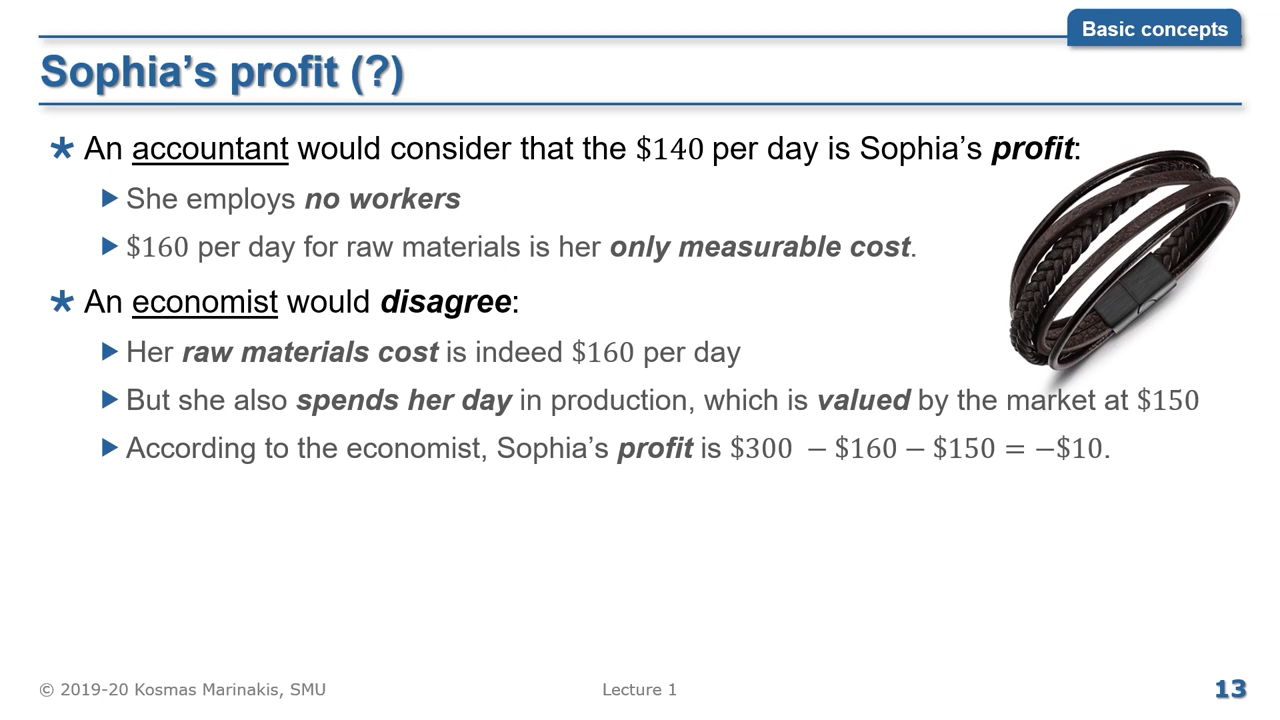 Basic concepts
Sophia’s profit (?)
* An accountant would consider that the $140 per day is Sophia’s profit:
▶ She employs no workers
▶ $160 per day for raw materials is her only measurable cost.
* An economist would disagree:
▶ Her raw materials cost is indeed $160 per day
▶ But she also spends her day in production, which is valued by the market at $150
▶ According to the economist, Sophia’s profit is $300 − $160 − $150 = −$10.
© 2019-20 Kosmas Marinakis, SMU
Lecture 1
13